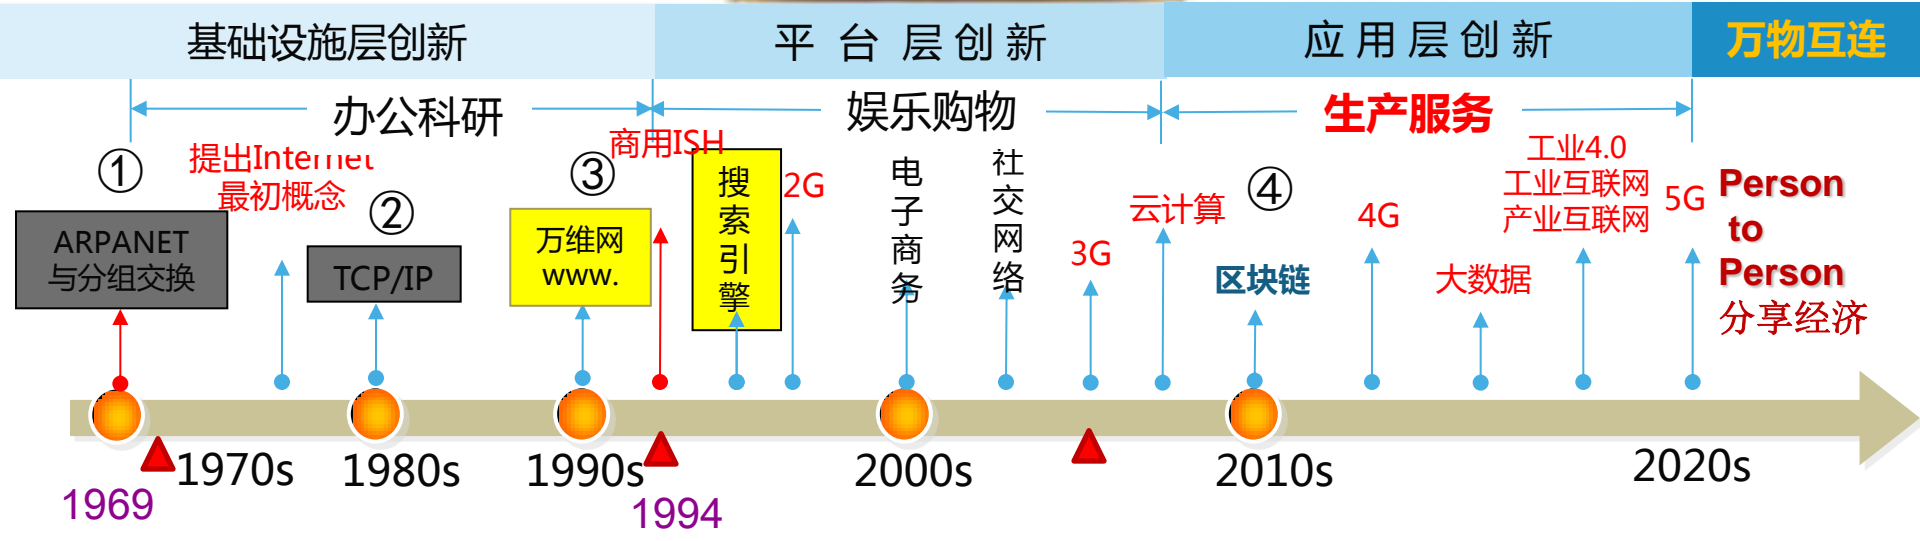 基础设施层创新
平台层创新
应用层创新
万物互连
办公科研
娱乐购物
生产服务
①
提出Internet
最初概念
②
③
商用ISH
搜索引擎
2G
电子商务
社交网络
3G
云计算
④
4G
工业4.0
工业互联网
产业互联网
5G
Person
to
Person
分享经济
ARPANET
与分组交换
TCP/IP
万维网
www.
区块链
大数据
1970s
1980s
1990s
2000s
2010s
2020s
1969
1994